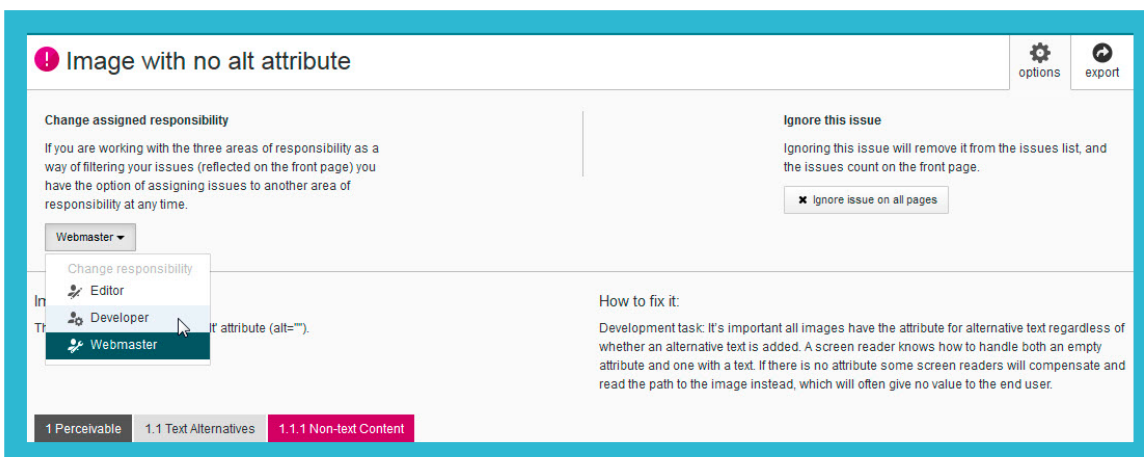 Image with no alt attribute
options
export
Change assigned responsibility
If you are working with the three areas of responsibility as a
way of filtering your issues (reflected on the front page) you
have the option of assigning issues to another area of
responsibility at any time.
Webmaster
Change responsibility
Editor
Developer
Webmaster
Ignore this issue
Ignoring this issue will remove it from the issues list, and
the issues count on the front page.
Ignore issue on all pages
lt' attribute (alt="").
How to fix it:
Development task: It's important all images have the attribute for alternative text regardless of
whether an alternative text is added. A screen reader knows how to handle both an empty
attribute and one with a text. If there is no attribute some screen readers will compensate and
read the path to the image instead, which will often give no value to the end user.
1 Perceivable
1.1 Text Alternatives
1.1.1 Non-text Content